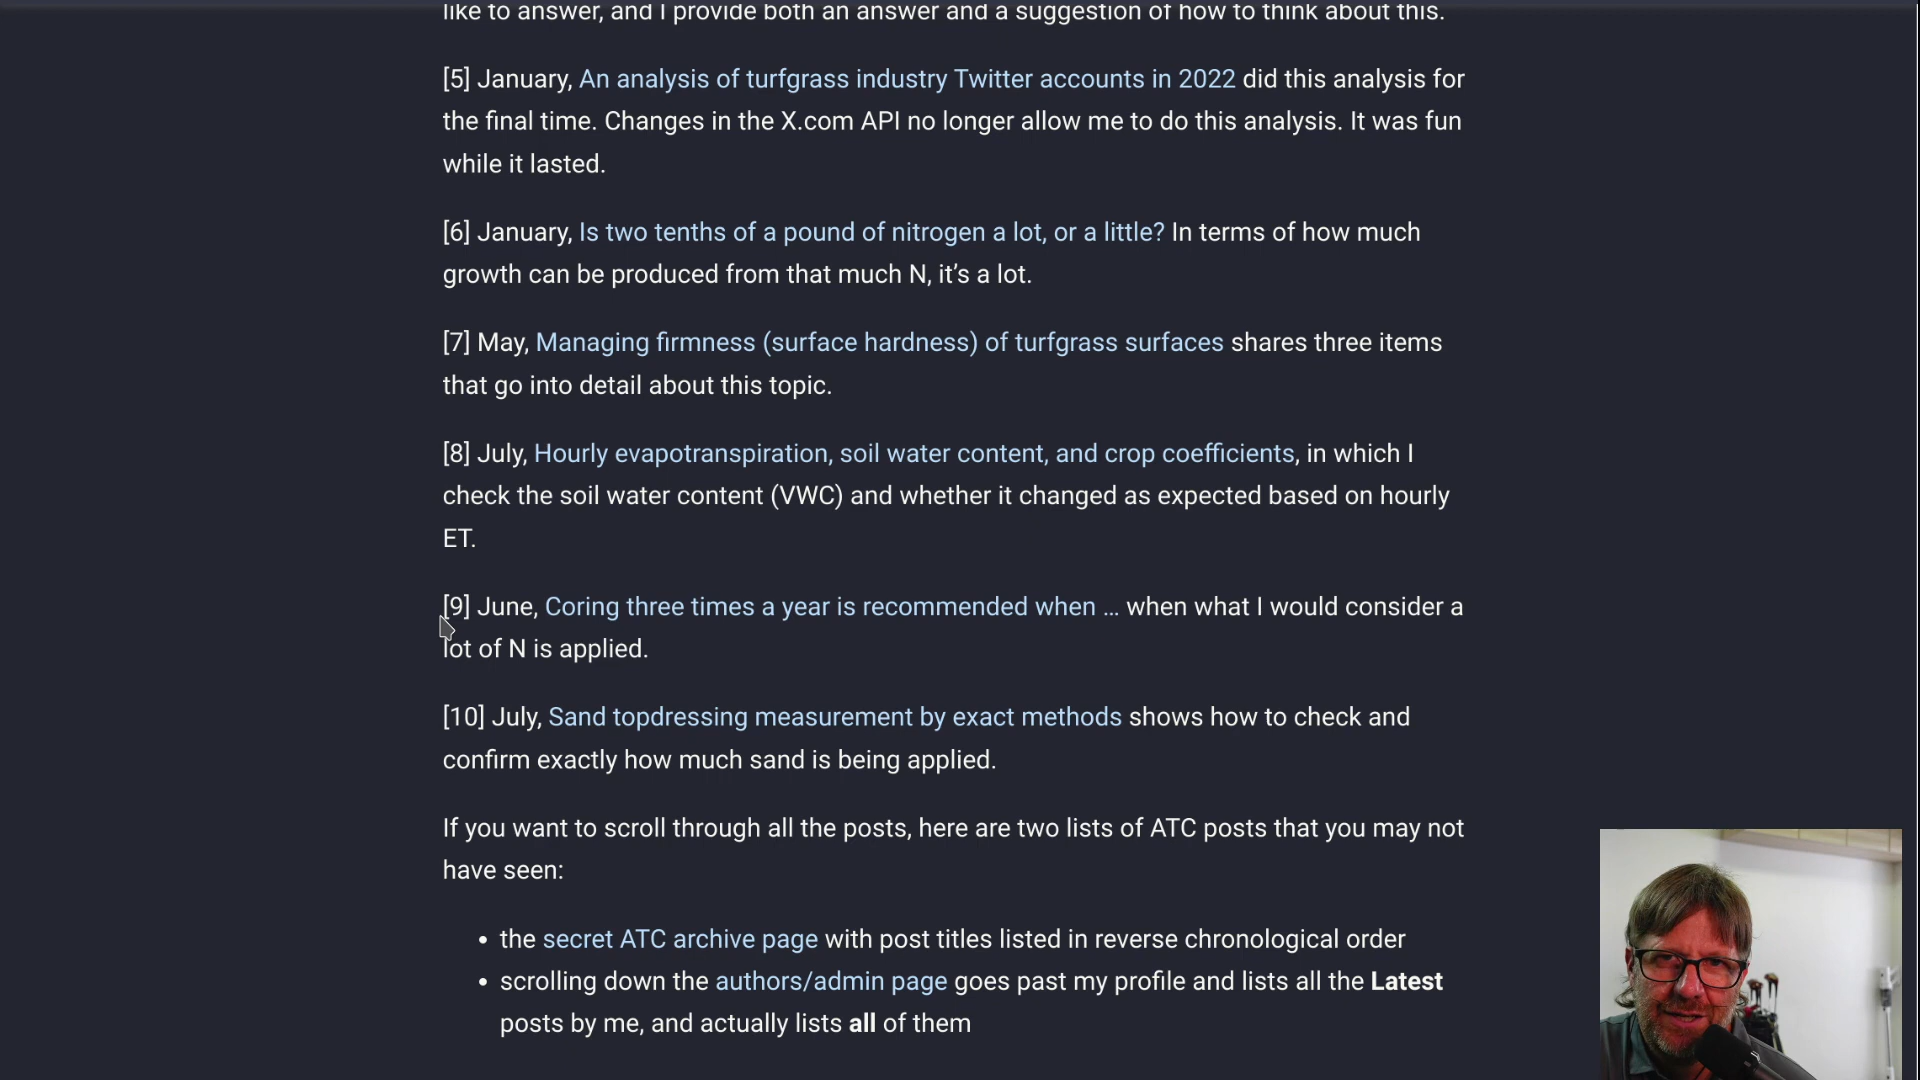 like to answer, and I provide both an answer and a suggestion of how to think about this.
[5] January, An analysis of turfgrass industry Twitter accounts in 2022 did this analysis for
the final time. Changes in the X.com API no longer allow me to do this analysis. It was fun
while it lasted.
[6] January, Is two tenths of a pound of nitrogen a lot, or a little? In terms of how much
growth can be produced from that much N, it’s a lot.
[7] May, Managing firmness (surface hardness) of turfgrass surfaces shares three items
that go into detail about this topic.
[8] July, Hourly evapotranspiration, soil water content, and crop coefficients, in which I
check the soil water content (VWC) and whether it changed as expected based on hourly
ET.
[9] June, Coring three times a year is recommended when … when what I would consider a
lot of N is applied.
[10] July, Sand topdressing measurement by exact methods shows how to check and
confirm exactly how much sand is being applied.
If you want to scroll through all the posts, here are two lists of ATC posts that you may not
have seen:
• the secret ATC archive page with post titles listed in reverse chronological order
• scrolling down the authors/admin page goes past my profile and lists all the Latest
posts by me, and actually lists all of them